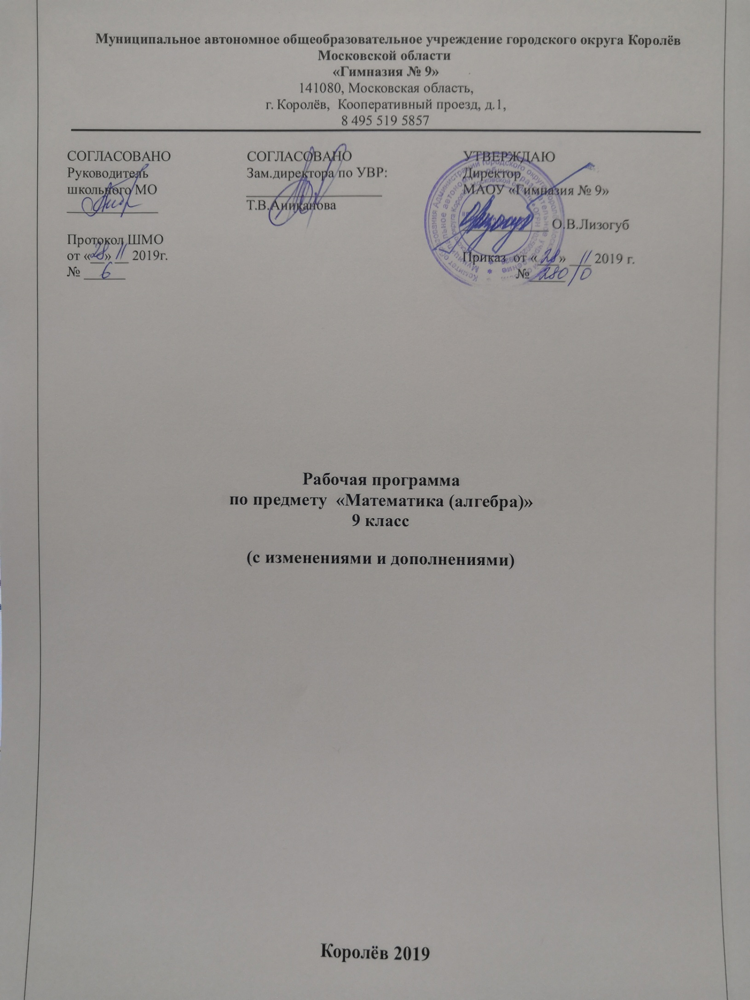 Муниципальное автономное общеобразовательное учреждение городского округа Королёв
Московской области
«Гимназия № 9»
141080, Московская область,
г. Королёв, Кооперативный проезд, д.1,
8 495 519 5857
СОГЛАСОВАНО
Руководитель
школьного МО
Протокол ШМО
от «28» 11 2019г.
№ 6
СОГЛАСОВАНО
Зам.директора по УВР:
Т.В.Аниканова
УТВЕРЖДАЮ
Директор
МАОУ «Гимназия № 9»
О.В.Лизогуб
Приказ от «28» 11 2019 г.
№ 280/0
Рабочая программа
по предмету «Математика (алгебра)»
9 класс
(с изменениями и дополнениями)
Королёв 2019